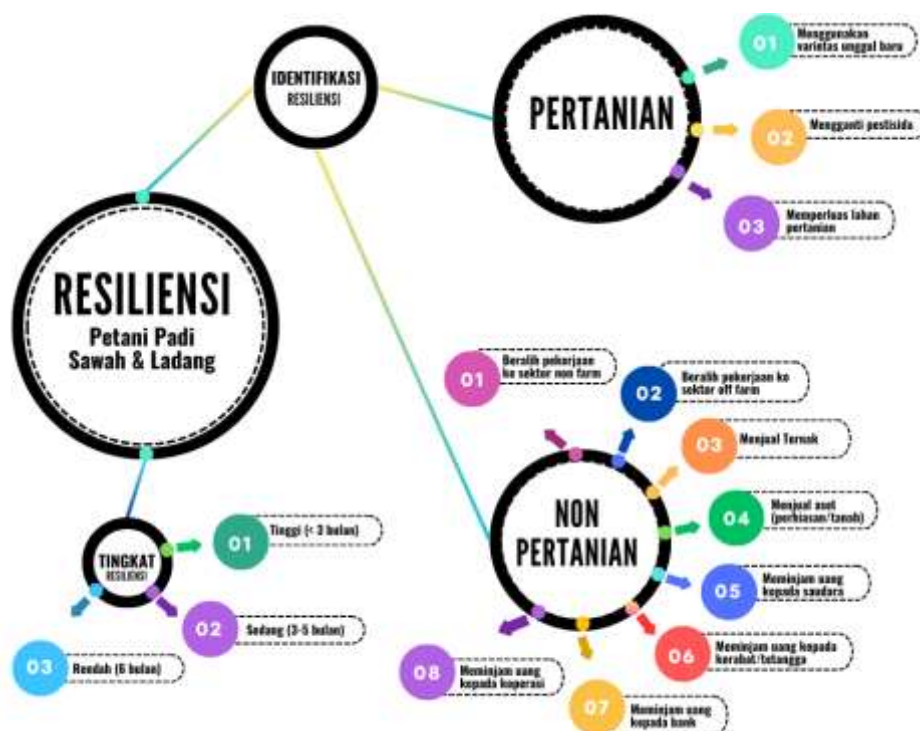 IDENTIFIKASI
RESILIENSI
PERTANIAN
01
Menggunakan
varietas unggul baru
02
Mengganti pestisida
03
Memperluas lahan
pertanian
RESILIENSI
Petani Padi
Sawah & Ladang
TINGKAT
RESILIENSI
01
Tinggi (< 3 bulan)
02
Sedang (3-5 bulan)
03
Rendah (6 bulan)
NON
PERTANIAN
01
Beralih pekerjaan
ke sektor non farm
02
Beralih pekerjaan ke
sektor off farm
03
Menjual Ternak
04
Menjual aset
(perhiasan/tanah)
05
Meminjam uang
kepada saudara
06
Meminjam uang kepada
kerabat/tetangga
07
Meminjam uang
kepada bank
08
Meminjam uang
kepada koperasi